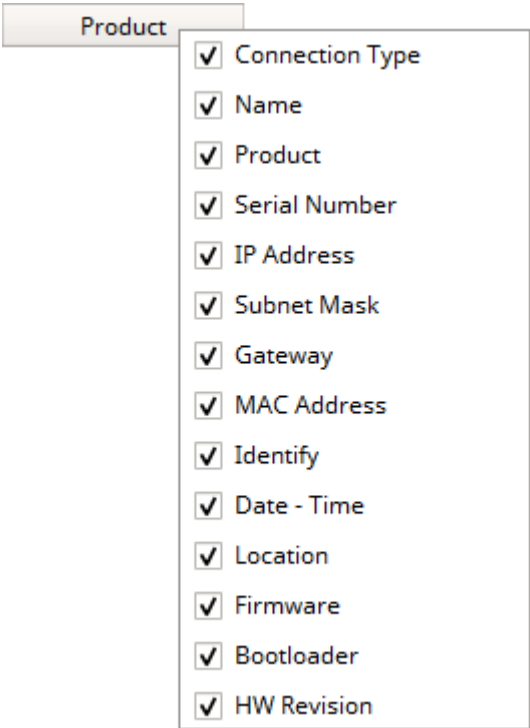 Product
Connection Type
Name
Product
Serial Number
IP Address
Subnet Mask
Gateway
MAC Address
Identify
Date - Time
Location
Firmware
Bootloader
HW Revision